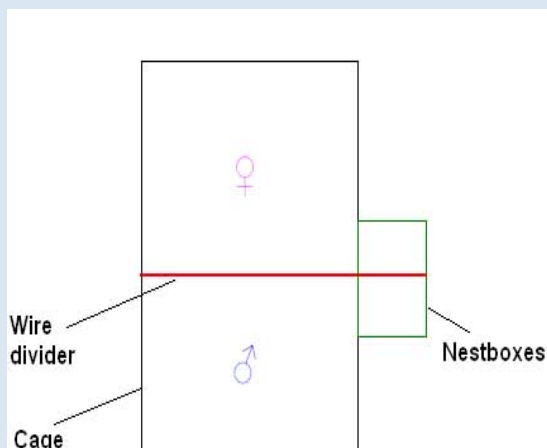 ♀
Wire
divider
♂
Nestboxes
Cage